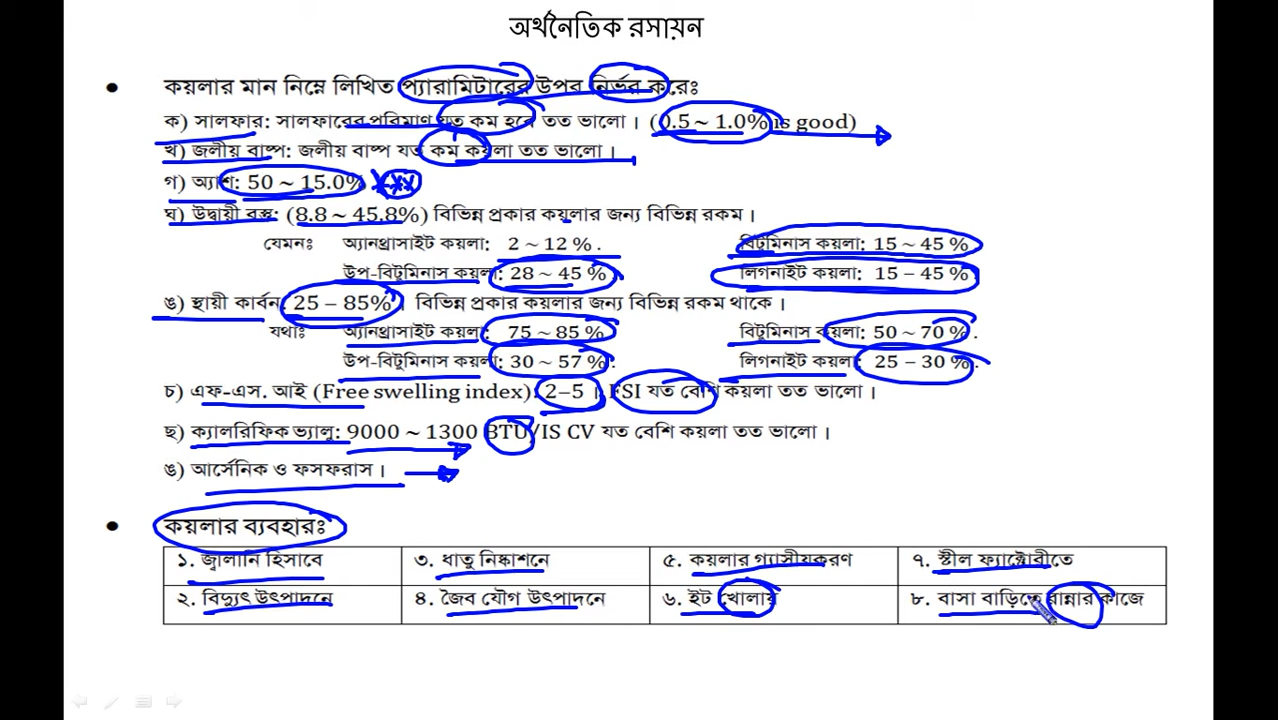 অর্থনৈতিক রসায়ন
● কয়লার মান নিম্নে লিখিত প্যারামিটারের উপর নির্ভর করেঃ
ক) সালফার: সালফারের পরিমাণ যত কম হবে তত ভালো। (0.5 ~ 1.0% is good)
খ) জলীয় বাষ্প: জলীয় বাষ্প যত কম কয়লা তত ভালো।
গ) অ্যাশ: 50 ~ 15.0%
ঘ) উদ্বায়ী বস্তু: (8.8 ~ 45.8%) বিভিন্ন প্রকার কয়লার জন্য বিভিন্ন রকম।
যেমনঃ অ্যানথ্রাসাইট কয়লা: 2 ~ 12 % . বিটুমিনাস কয়লা: 15 ~ 45 %
উপ-বিটুমিনাস কয়লা: 28 ~ 45 % . লিগনাইট কয়লা: 15 – 45 % .
ঙ) স্থায়ী কার্বন: 25 – 85% । বিভিন্ন প্রকার কয়লার জন্য বিভিন্ন রকম থাকে।
যথাঃ অ্যানথ্রাসাইট কয়লা: 75 ~ 85 % বিটুমিনাস কয়লা: 50 ~ 70 % .
উপ-বিটুমিনাস কয়লা: 30 ~ 57 % . লিগনাইট কয়লা: 25 – 30 % .
চ) এফ-এস. আই (Free swelling index): 2–5 । FSI যত বেশি কয়লা তত ভালো।
ছ) ক্যালরিফিক ভ্যালু: 9000 ~ 1300 BTU/IS CV যত বেশি কয়লা তত ভালো।
ঙ) আর্সেনিক ও ফসফরাস।
● কয়লার ব্যবহারঃ
১. জ্বালানি হিসাবে ৩. ধাতু নিষ্কাশনে ৫. কয়লার গ্যাসীয়করণ ৭. স্টীল ফ্যাক্টোরীতে
২. বিদ্যুৎ উৎপাদনে ৪. জৈব যৌগ উৎপাদনে ৬. ইট খোলায় ৮. বাসা বাড়িতে রান্নার কাজে